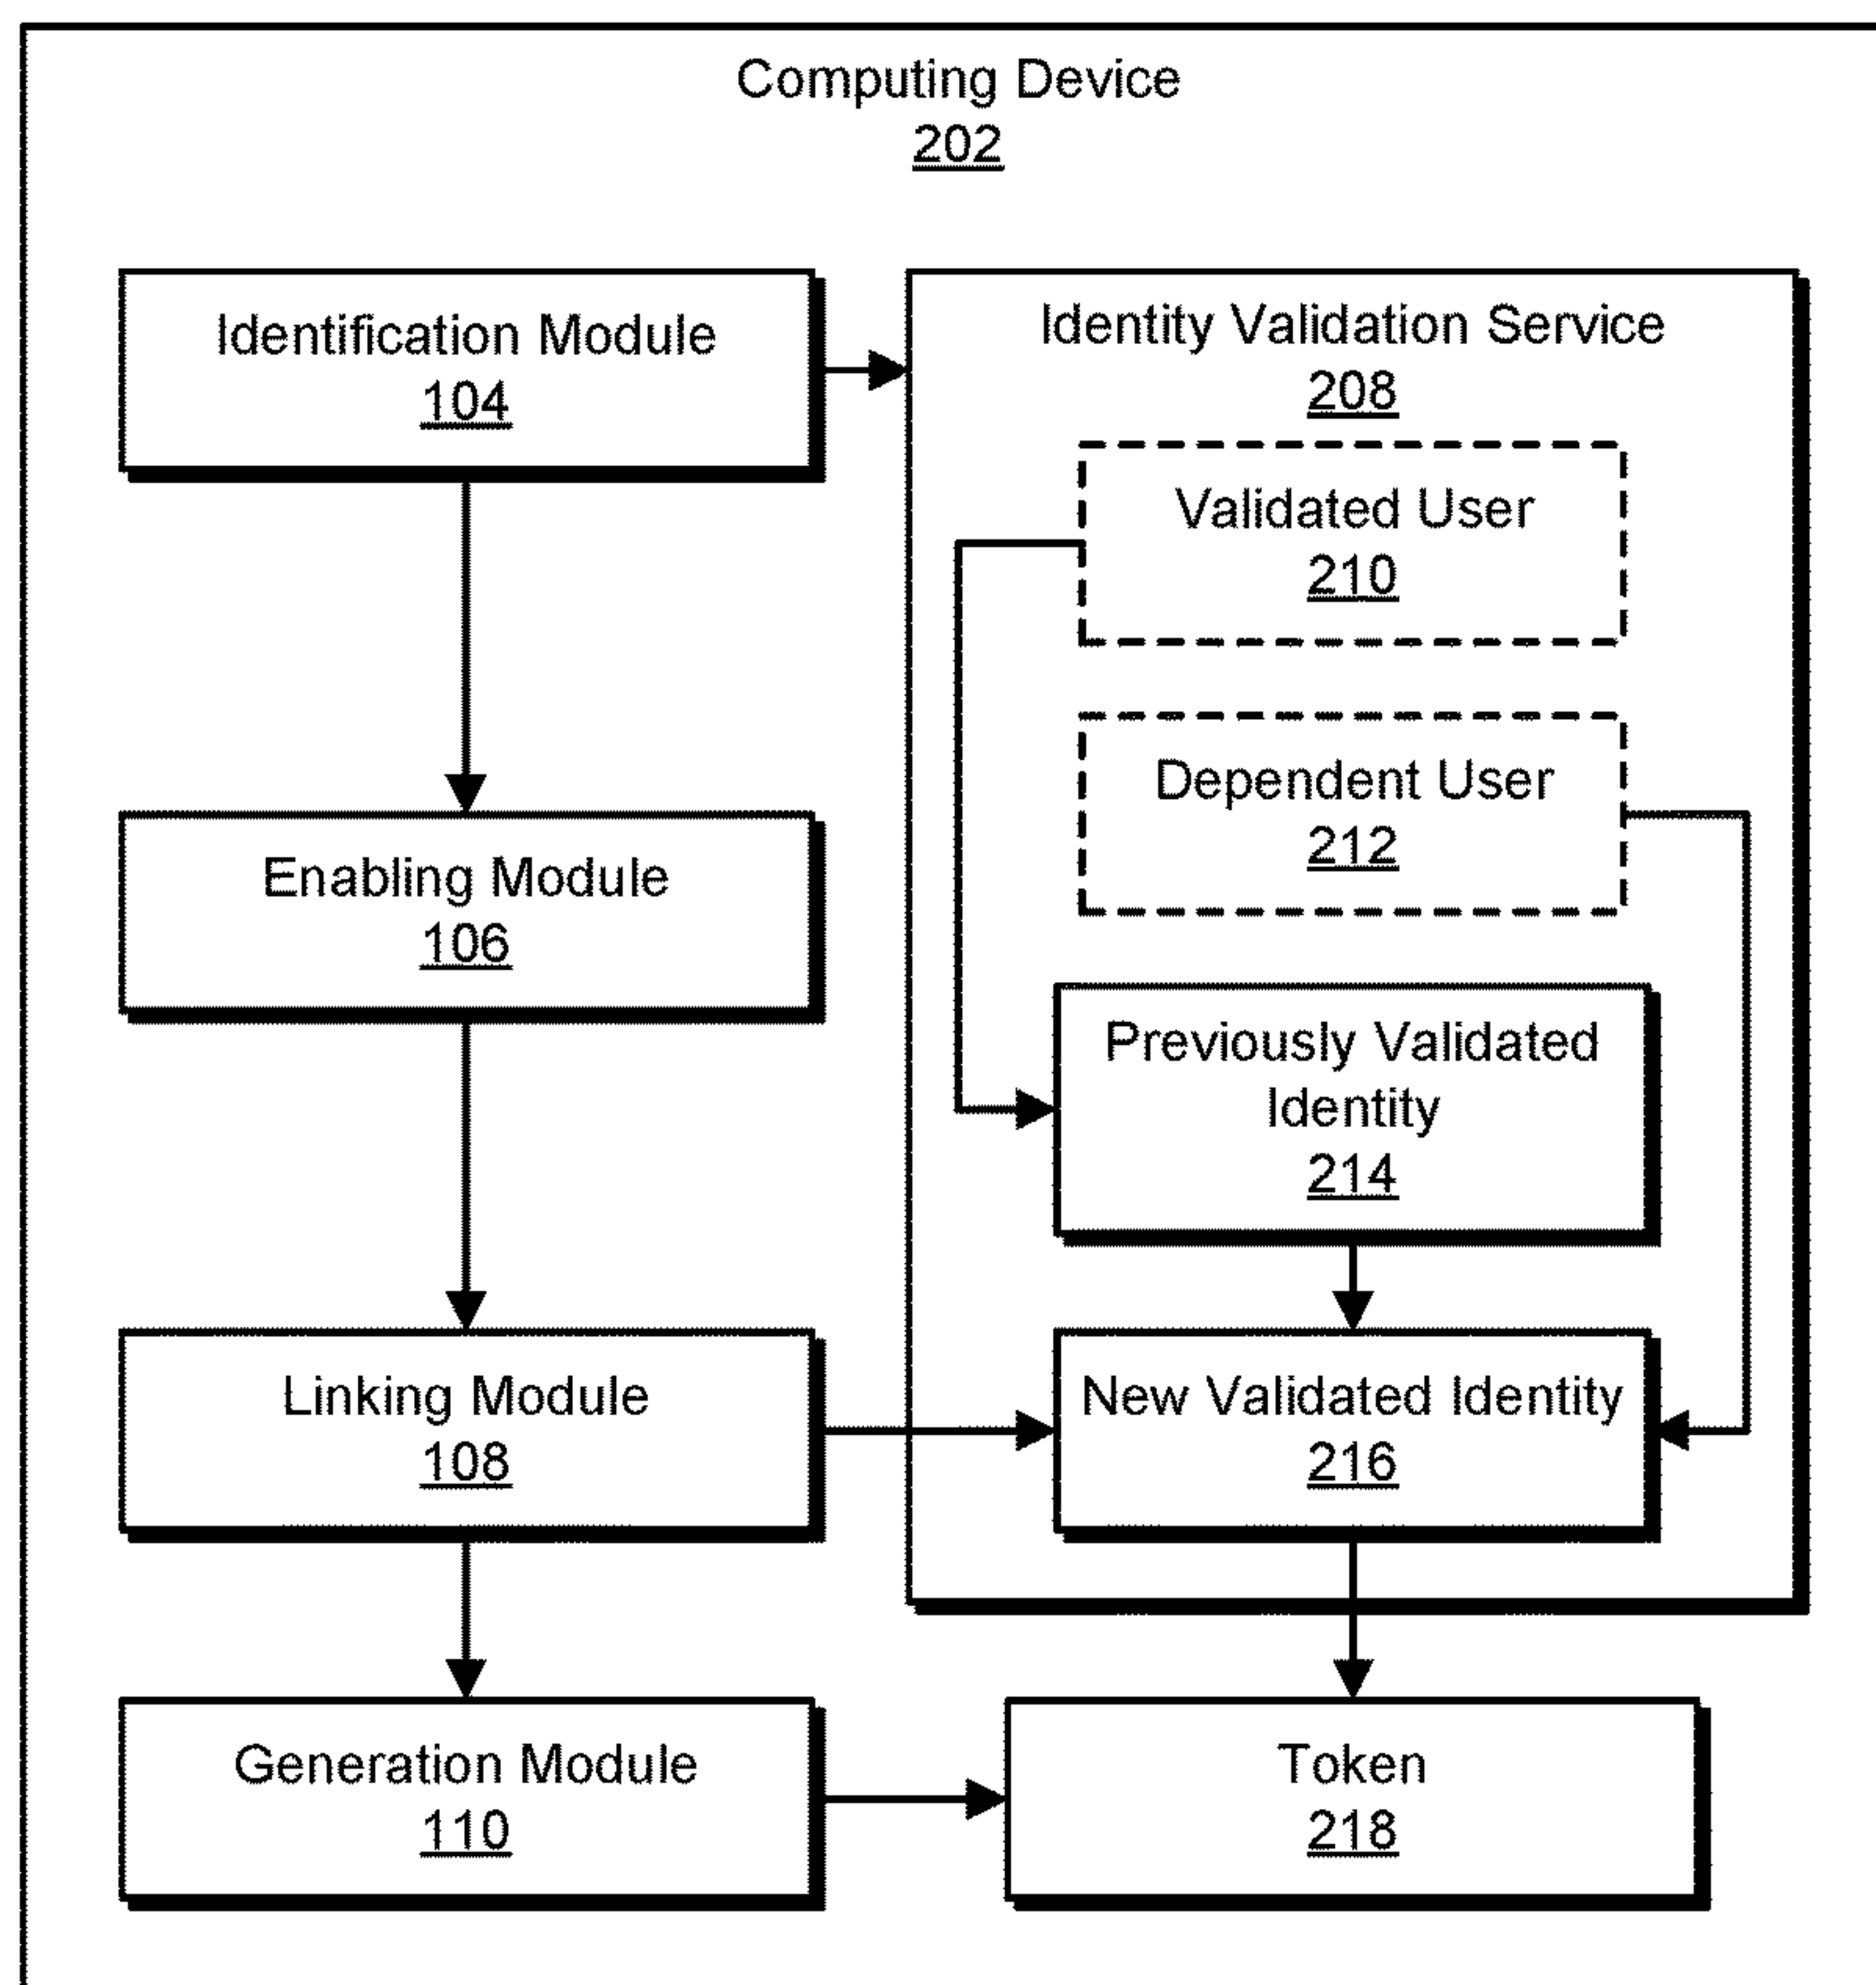 Computing Device
202
Identification Module
104
Identity Validation Service
208
Validated User
210
Dependent User
212
Enabling Module
106
Previously Validated
Identity
214
Linking Module
108
New Validated Identity
216
Generation Module
110
Token
218